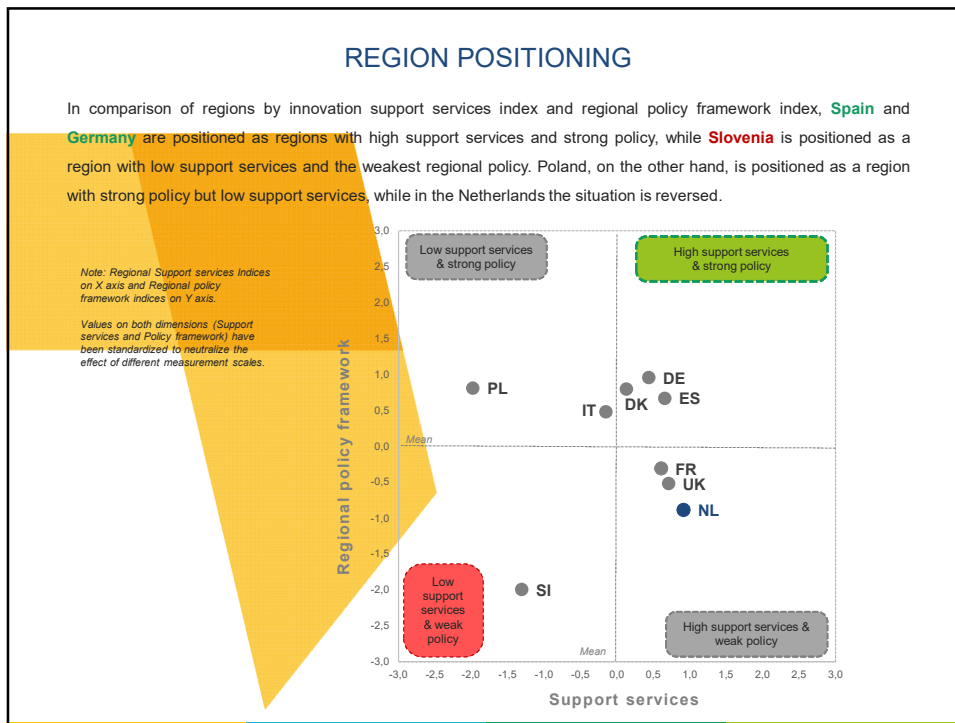 REGION POSITIONING
In comparison of regions by innovation support services index and regional policy framework index, Spain and
Germany are positioned as regions with high support services and strong policy, while Slovenia is positioned as a
region with low support services and the weakest regional policy. Poland, on the other hand, is positioned as a region
with strong policy but low support services, while in the Netherlands the situation is reversed.
Note: Regional Support services Indices
on X axis and Regional policy
framework indices on Y axis.
Values on both dimensions (Support
services and Policy framework) have
been standardized to neutralize the
effect of different measurement scales.
Regional policy framework
3,0
2,5
2,0
1,5
1,0
0,5
0,0
-0,5
-1,0
-1,5
-2,0
-2,5
-3,0
Low support services
& strong policy
High support services
& strong policy
PL
DE
DK
ES
IT
Mean
FR
UK
NL
SI
Low
support
services
& weak
policy
High support services &
weak policy
Mean
-3,0 -2,5 -2,0 -1,5 -1,0 -0,5 0,0 0,5 1,0 1,5 2,0 2,5 3,0
Support services